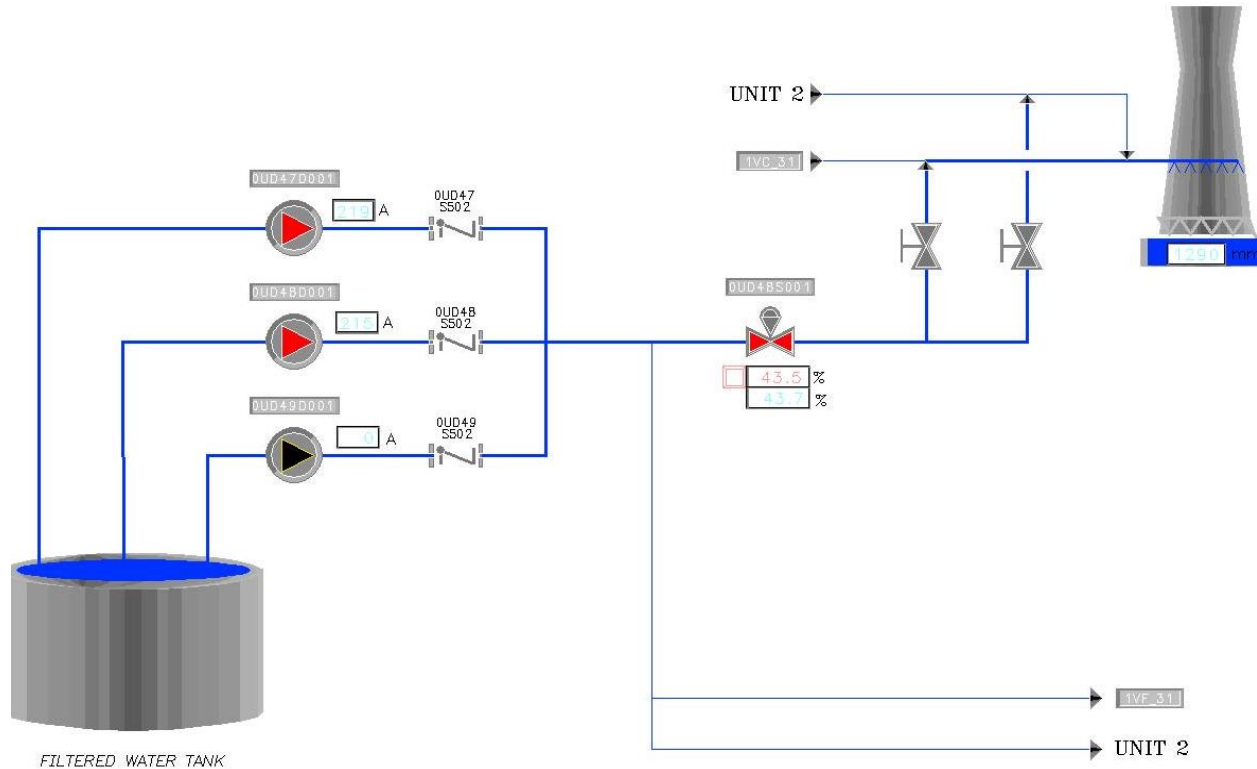 UNIT 2
1VC_31
0UD47D001
219 A
0UD47
S502
0UD48D001
215 A
0UD48
S502
0UD48S001
43.5 %
43.7 %
1290 mm
0UD49D001
0 A
0UD49
S502
1VF_31
UNIT 2
FILTERED WATER TANK